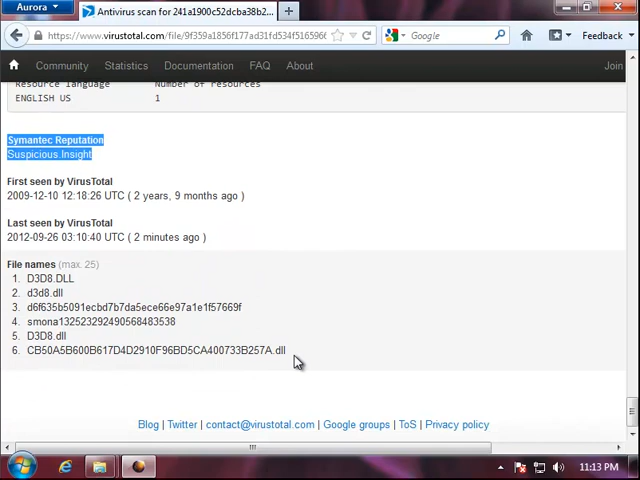 Aurora
Antivirus scan for 241a1900c52dcba38b2...
https://www.virustotal.com/file/9f359a1856f177ad31fd534f5165966
Google
Feedback
Community
Statistics
Documentation
FAQ
About
Join
Resource language Number of resources
ENGLISH US 1
Symantec Reputation
Suspicious.Insight
First seen by VirusTotal
2009-12-10 12:18:26 UTC ( 2 years, 9 months ago )
Last seen by VirusTotal
2012-09-26 03:10:40 UTC ( 2 minutes ago )
File names (max. 25)
1. D3D8.DLL
2. d3d8.dll
3. d6f635b5091ecbd7b7da5ece66e97a1e1f57669f
4. smona132523292490568483538
5. D3D8.dll
6. CB50A5B600B617D4D2910F96BD5CA400733B257A.dll
Blog | Twitter | contact@virustotal.com | Google groups | ToS | Privacy policy
11:13 PM